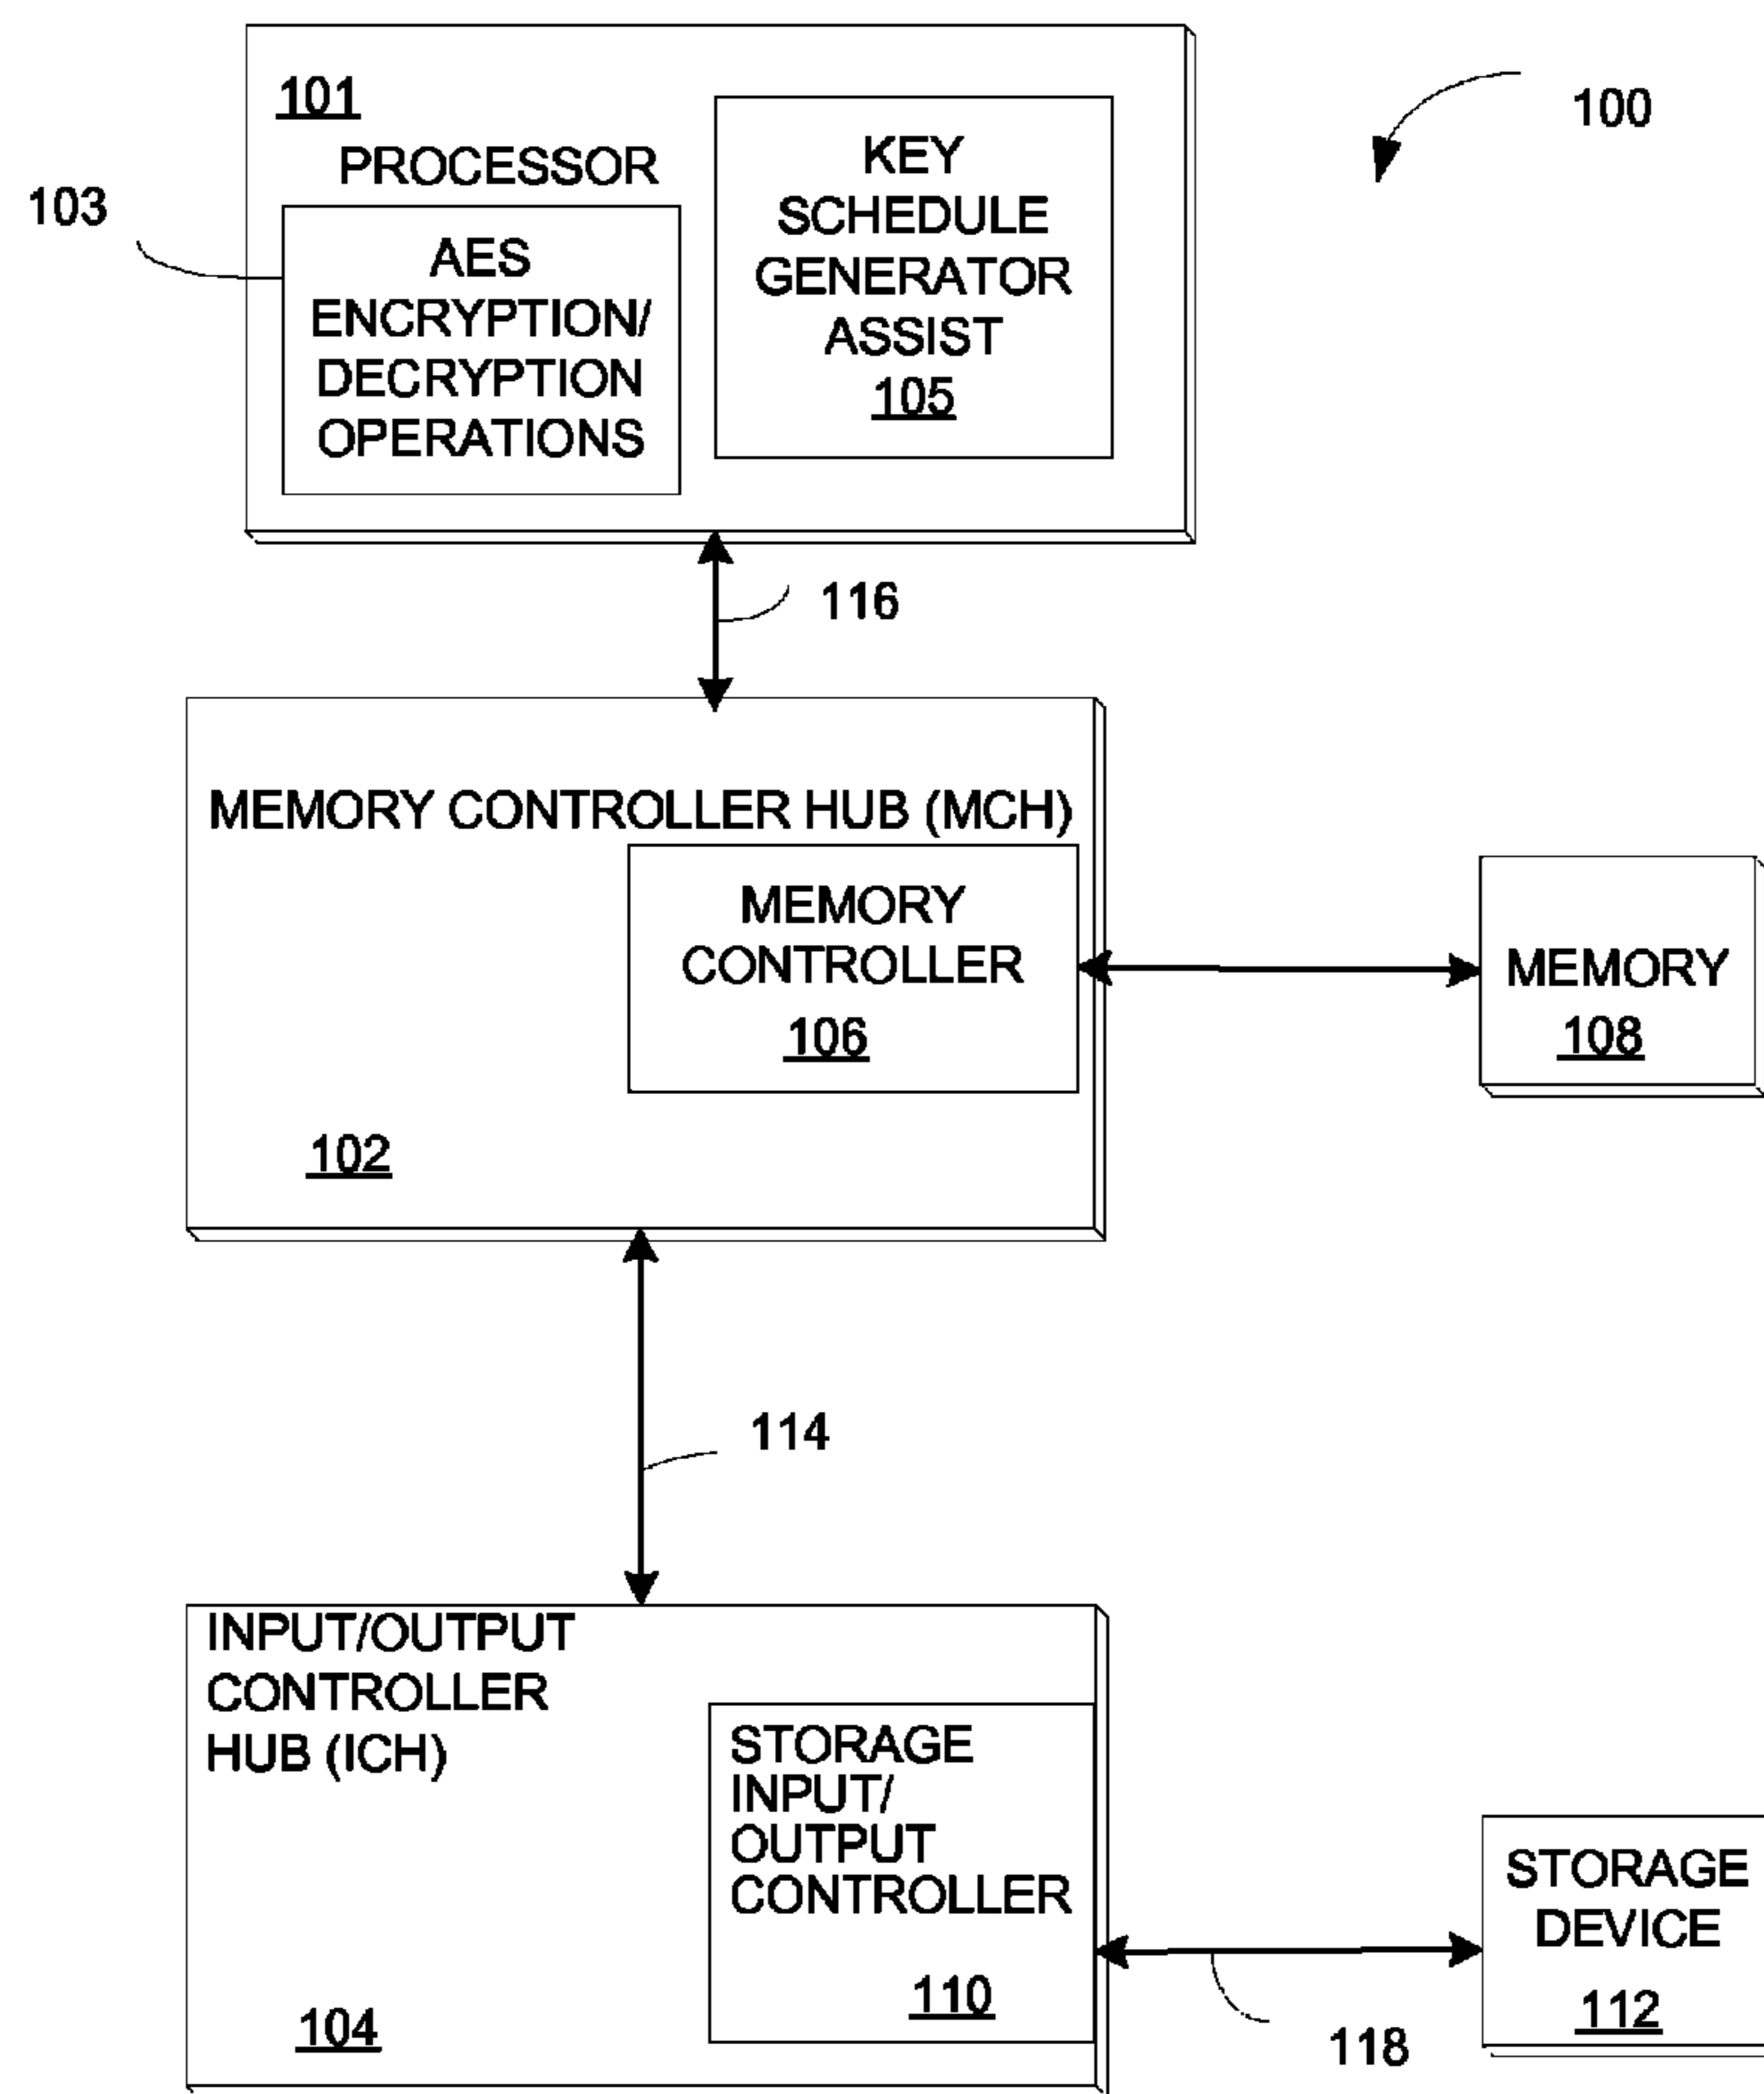 100
101
PROCESSOR
103
AES
ENCRYPTION/
DECRYPTION
OPERATIONS
KEY
SCHEDULE
GENERATOR
ASSIST
105
116
MEMORY CONTROLLER HUB (MCH)
MEMORY
CONTROLLER
106
102
MEMORY
108
114
INPUT/OUTPUT
CONTROLLER
HUB (ICH)
104
STORAGE
INPUT/
OUTPUT
CONTROLLER
110
118
STORAGE
DEVICE
112